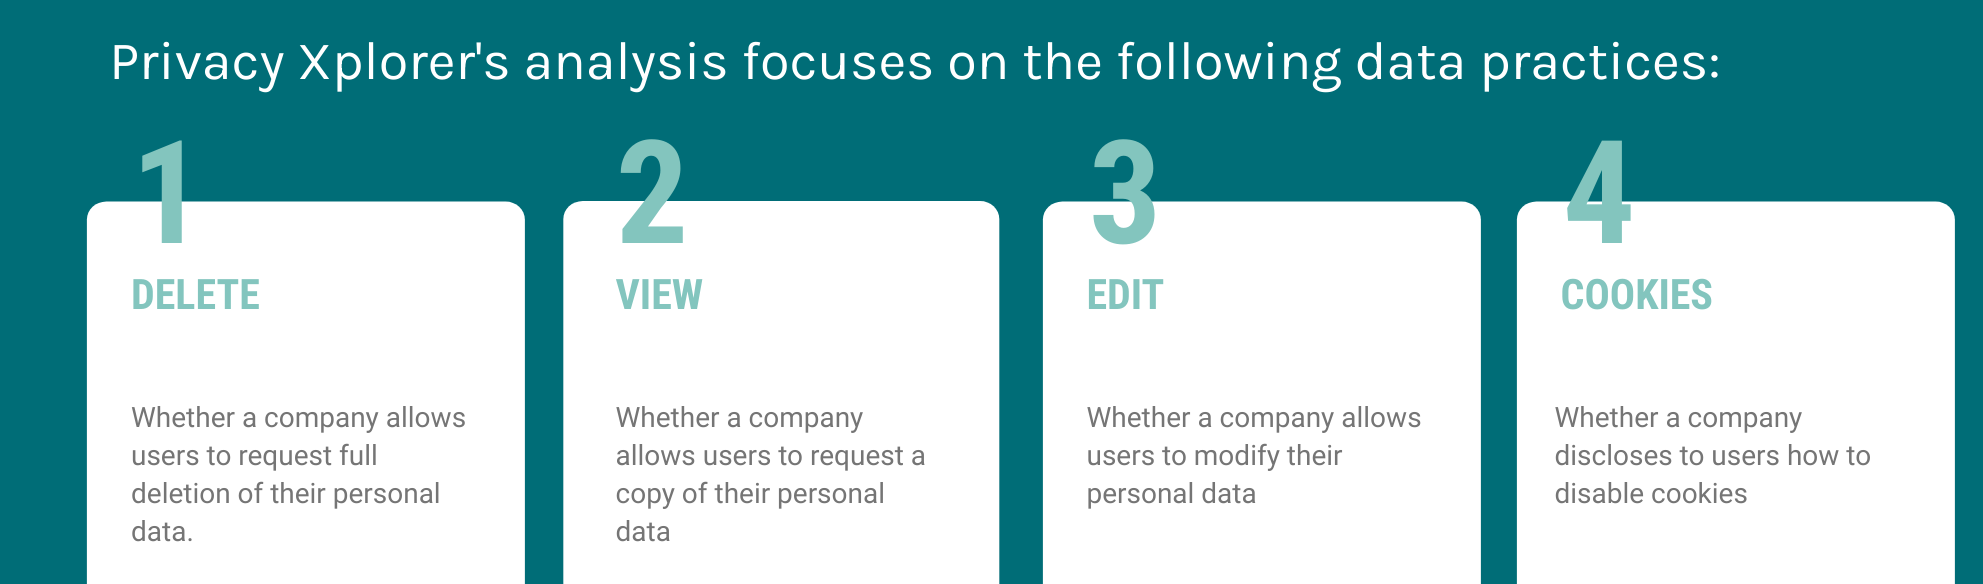 Privacy Xplorer's analysis focuses on the following data practices:
1
DELETE
Whether a company allows
users to request full
deletion of their personal
data.
2
VIEW
Whether a company
allows users to request a
copy of their personal
data
3
EDIT
Whether a company allows
users to modify their
personal data
4
COOKIES
Whether a company
discloses to users how to
disable cookies